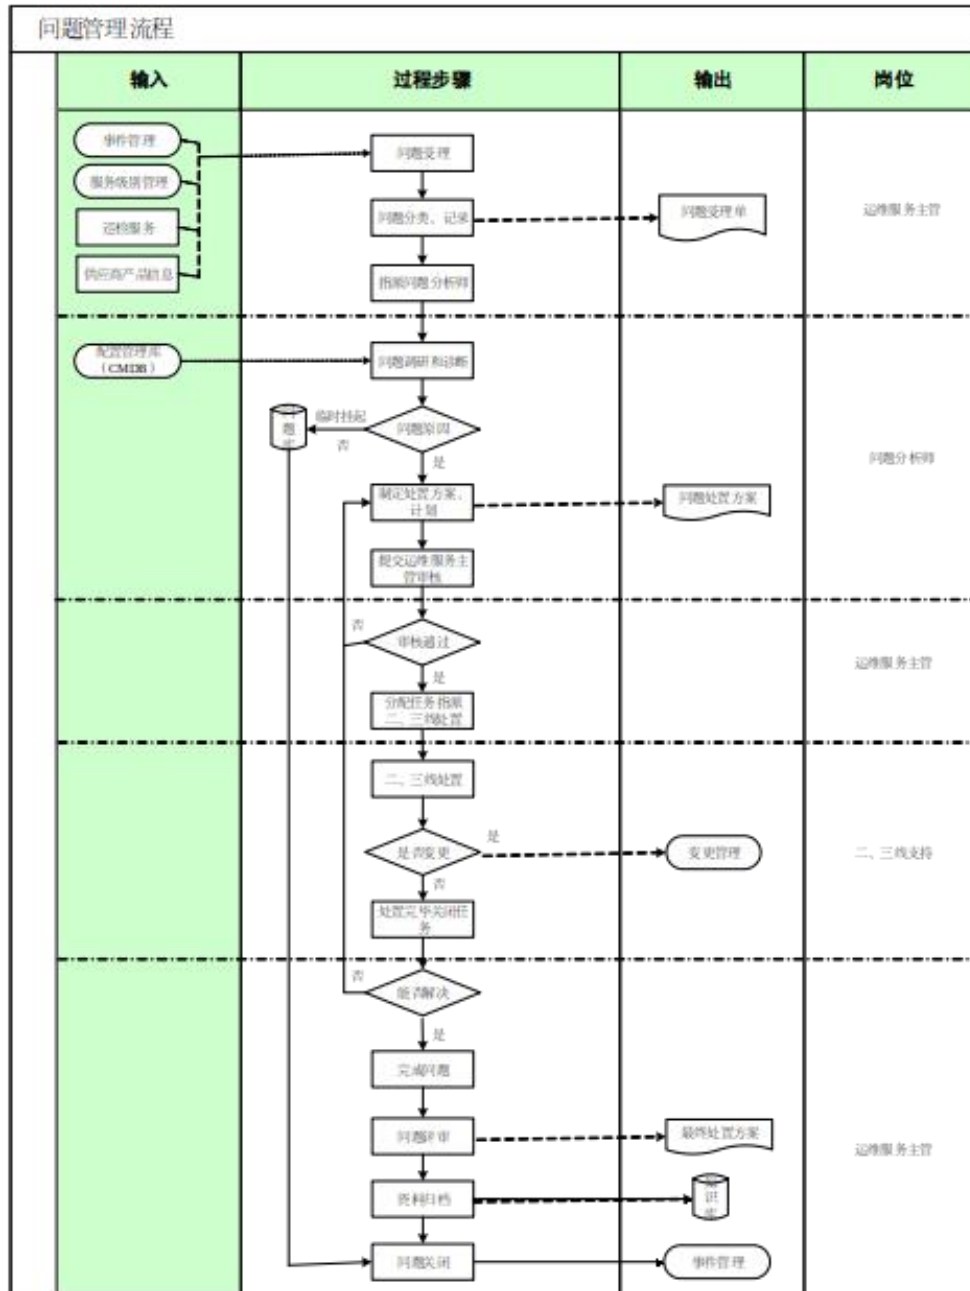 问题管理流程
输入
过程步骤
输出
岗位
事件管理
服务级别管理
运检服务
供应商产品信息
问题受理
问题分类、记录
指派问题分析师
问题受理单
运维服务主管
配置管理库
（CMDB）
问题调研和诊断
问题原因
临时挂起
否
是
制定处置方案、
计划
提交运维服务主
管审核
问题处置方案
问题分析师
否
审核通过
是
分配任务指派
二、三线处置
运维服务主管
二、三线处置
是否变更
是
否
处置完毕关闭任
务
变更管理
二、三线支持
否
能否解决
是
完成问题
问题评审
资料归档
问题关闭
最终处置方案
事件管理
运维服务主管